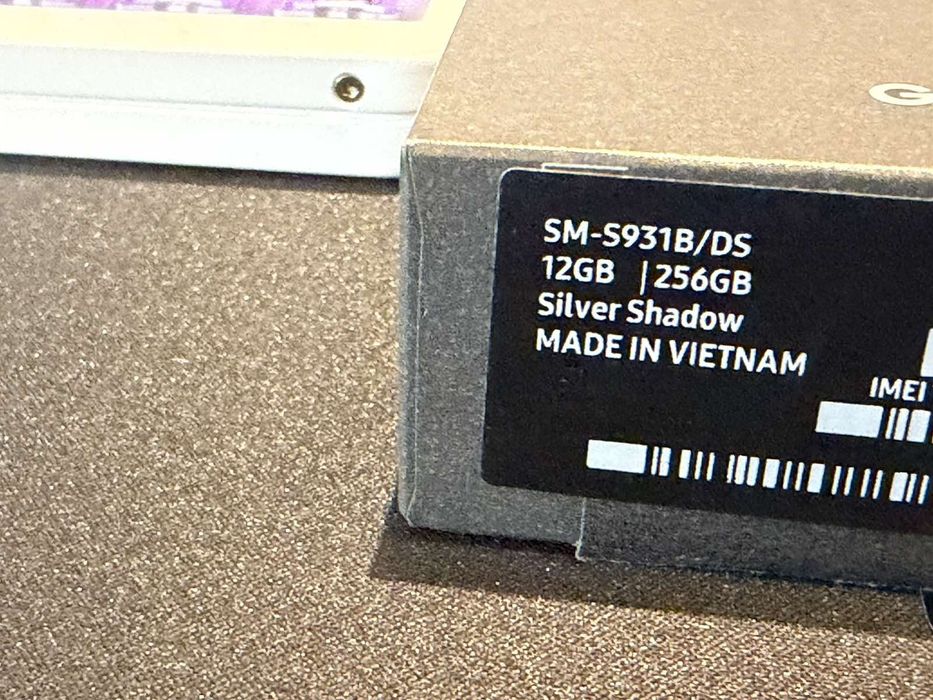 G
SM-S931B/DS
12GB | 256GB
Silver Shadow
MADE IN VIETNAM
IMEI